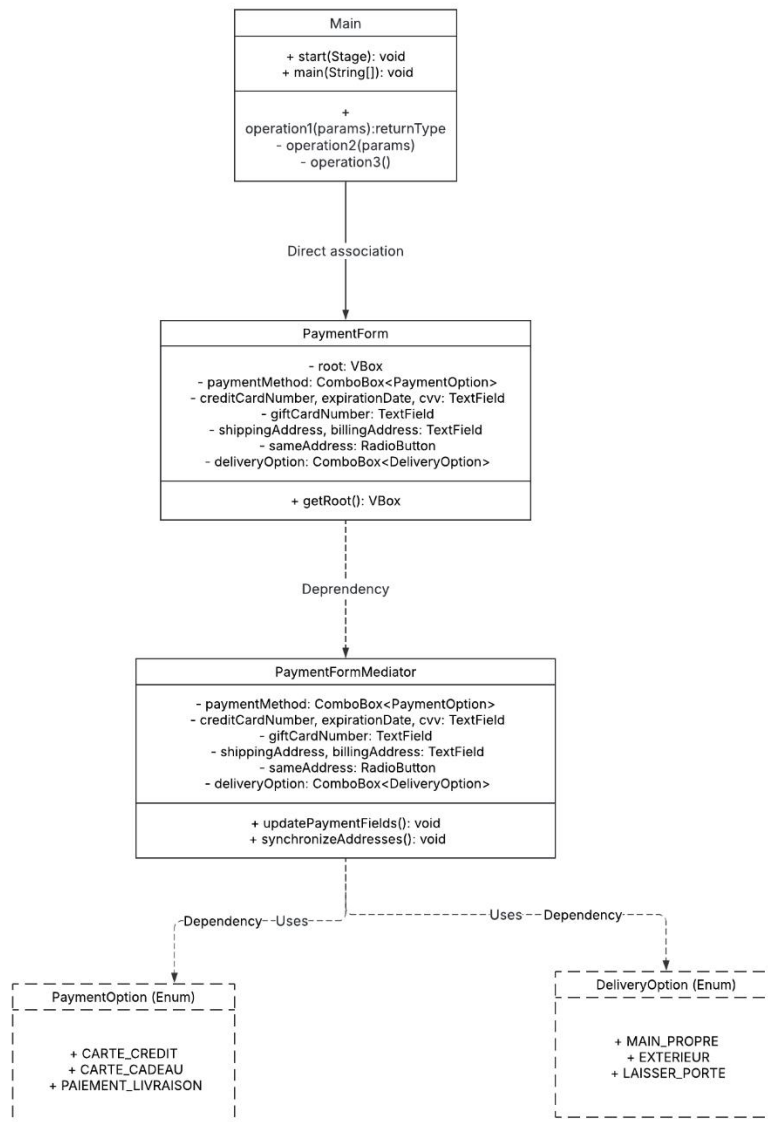 Main
+ start(Stage): void
+ main(String[]): void
+
operation1(params):returnType
- operation2(params)
- operation3()
Direct association
PaymentForm
- root: VBox
- paymentMethod: ComboBox<PaymentOption>
- creditCardNumber, expirationDate, cvv: TextField
- giftCardNumber: TextField
- shippingAddress, billingAddress: TextField
- sameAddress: RadioButton
- deliveryOption: ComboBox<DeliveryOption>
+ getRoot(): VBox
Deprendency
PaymentFormMediator
- paymentMethod: ComboBox<PaymentOption>
- creditCardNumber, expirationDate, cvv: TextField
- giftCardNumber: TextField
- shippingAddress, billingAddress: TextField
- sameAddress: RadioButton
- deliveryOption: ComboBox<DeliveryOption>
+ updatePaymentFields(): void
+ synchronizeAddresses(): void
Dependency Uses
Uses Dependency
PaymentOption (Enum)
+ CARTE_CREDIT
+ CARTE_CADEAU
+ PAIEMENT_LIVRAISON
DeliveryOption (Enum)
+ MAIN_PROPRE
+ EXTERIEUR
+ LAISSER_PORTE